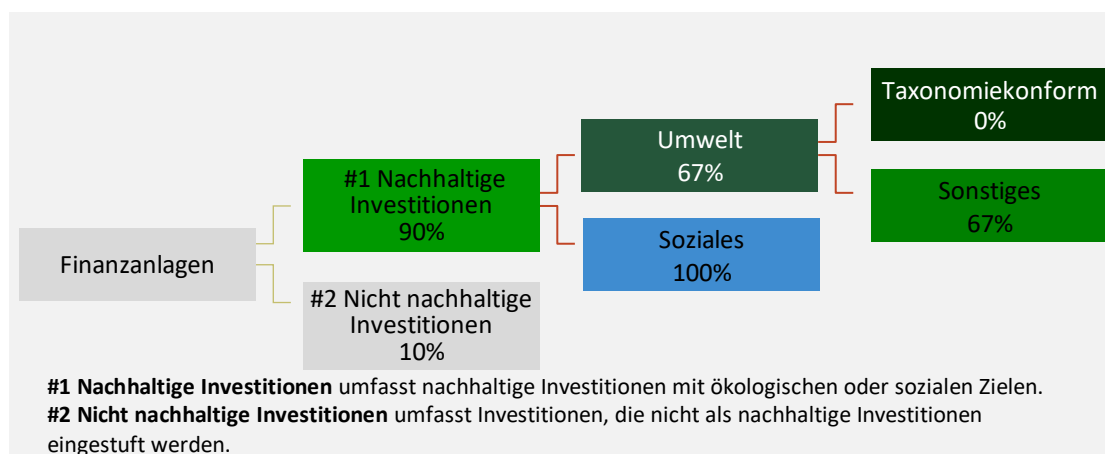 Finanzanlagen
#1 Nachhaltige
Investitionen
90%
#2 Nicht nachhaltige
Investitionen
10%
Umwelt
67%
Soziales
100%
Taxonomiekonform
0%
Sonstiges
67%
#1 Nachhaltige Investitionen umfasst nachhaltige Investitionen mit ökologischen oder sozialen Zielen.
#2 Nicht nachhaltige Investitionen umfasst Investitionen, die nicht als nachhaltige Investitionen
eingestuft werden.